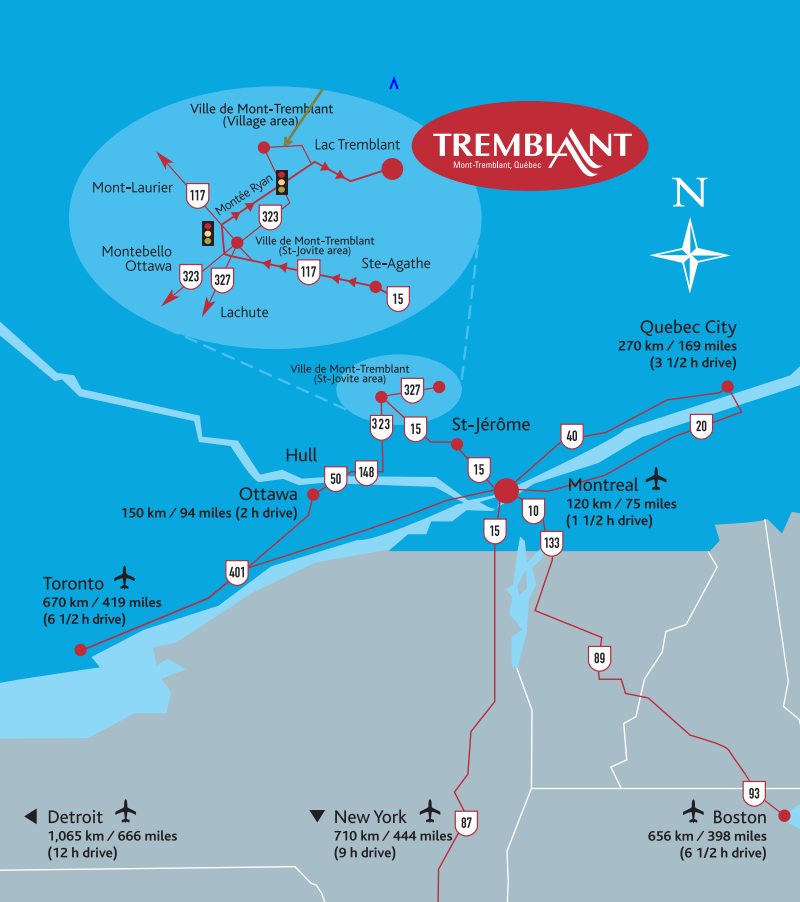 Ville de Mont-Tremblant
(Village area)
Lac Tremblant
TREMBLANT
Mont-Tremblant, Québec
Mont-Laurier
117
Montée Ryan
323
N
Ville de Mont-Tremblant
(St-Jovite area)
Montebello
Ottawa
323
327
117
Ste-Agathe
15
Lachute
Quebec City
270 km / 169 miles
(3 1/2 h drive)
Ville de Mont-Tremblant
(St-Jovite area)
327
323
15
St-Jérôme
40
20
Hull
50
148
15
Montreal
120 km / 75 miles
(1 1/2 h drive)
Ottawa
150 km / 94 miles (2 h drive)
10
15
133
401
Toronto
670 km / 419 miles
(6 1/2 h drive)
89
93
87
Detroit
1,065 km / 666 miles
(12 h drive)
New York
710 km / 444 miles
(9 h drive)
Boston
656 km / 398 miles
(6 1/2 h drive)